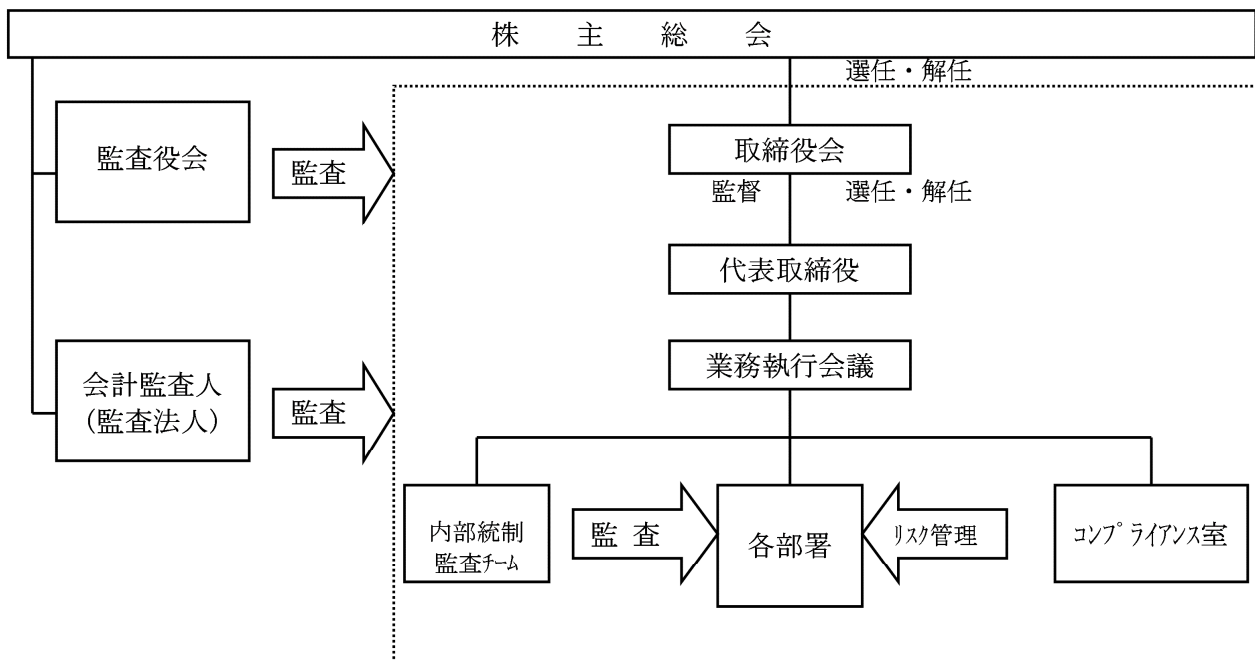 株主総会
選任・解任
監査役会
監査
取締役会
監督
選任・解任
代表取締役
業務執行会議
会計監査人
（監査法人）
監査
内部統制
監査ﾁｰﾑ
監 査
各部署
ﾘｽｸ管理
ｺﾝﾌﾟﾗｲｱﾝｽ室